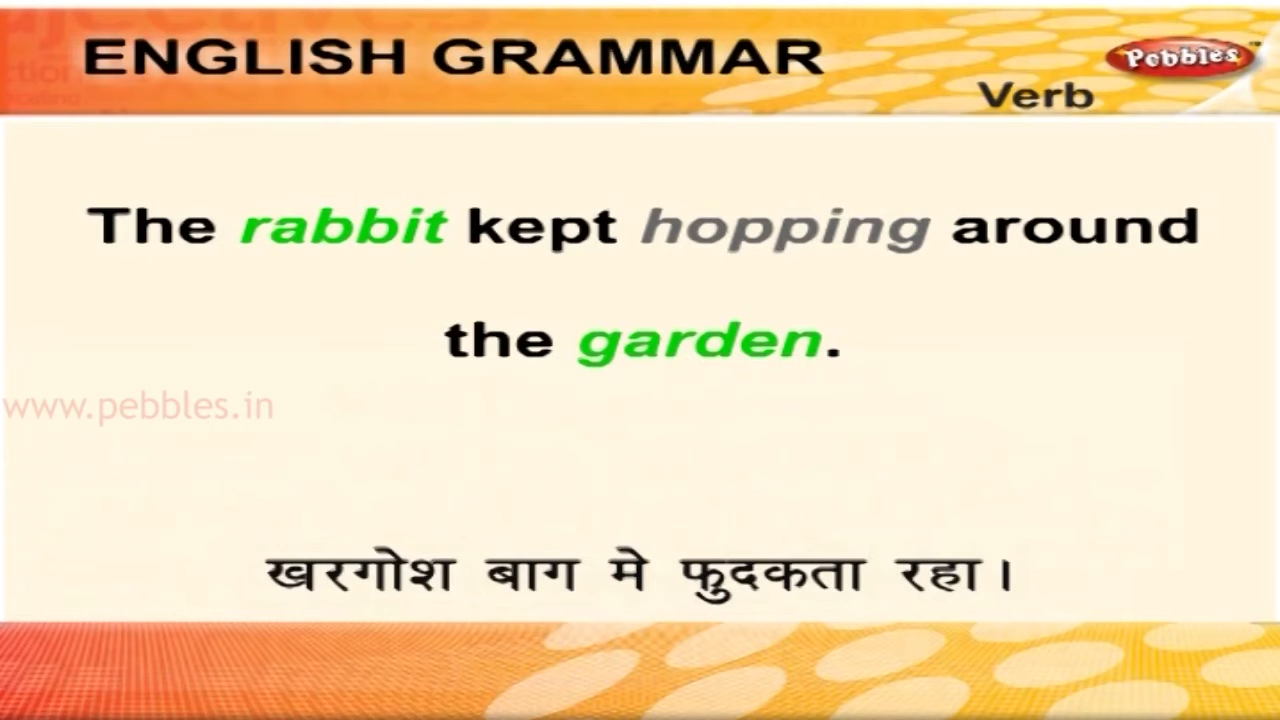 ENGLISH GRAMMAR
Pebbles
Verb
The rabbit kept hopping around
the garden.
www.pebbles.in
खरगोश बाग मे फुदकता रहा।